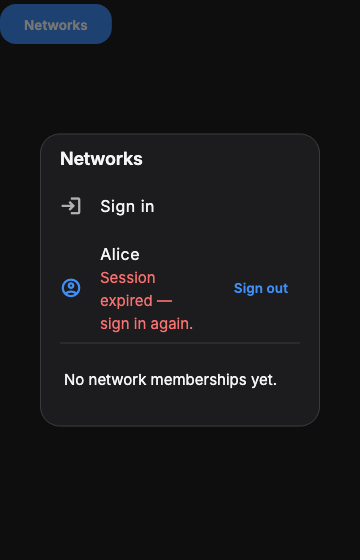 Networks
Networks
Sign in
Alice
Session
expired —
sign in again.
Sign out
No network memberships yet.